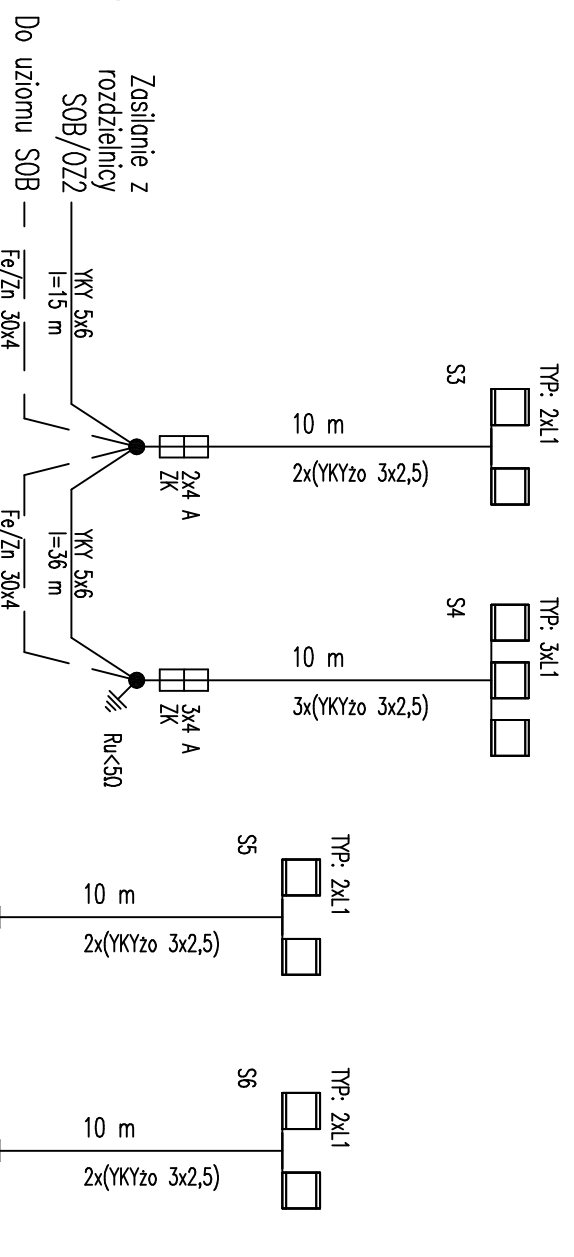 Do uziomu SOB
Zasilanie z
rozdzielnicy
SOB/OZ2
Fe/Zn 30x4
YKY 5x6
l=15 m
Fe/Zn 30x4
YKY 5x6
l=36 m
2x4 A
ZK
3x4 A
ZK
Ru<5Ω
10 m
2x(YKYżo 3x2,5)
S3
TYP: 2xL1
10 m
3x(YKYżo 3x2,5)
S4
TYP: 3xL1
10 m
2x(YKYżo 3x2,5)
S5
TYP: 2xL1
10 m
2x(YKYżo 3x2,5)
S6
TYP: 2xL1